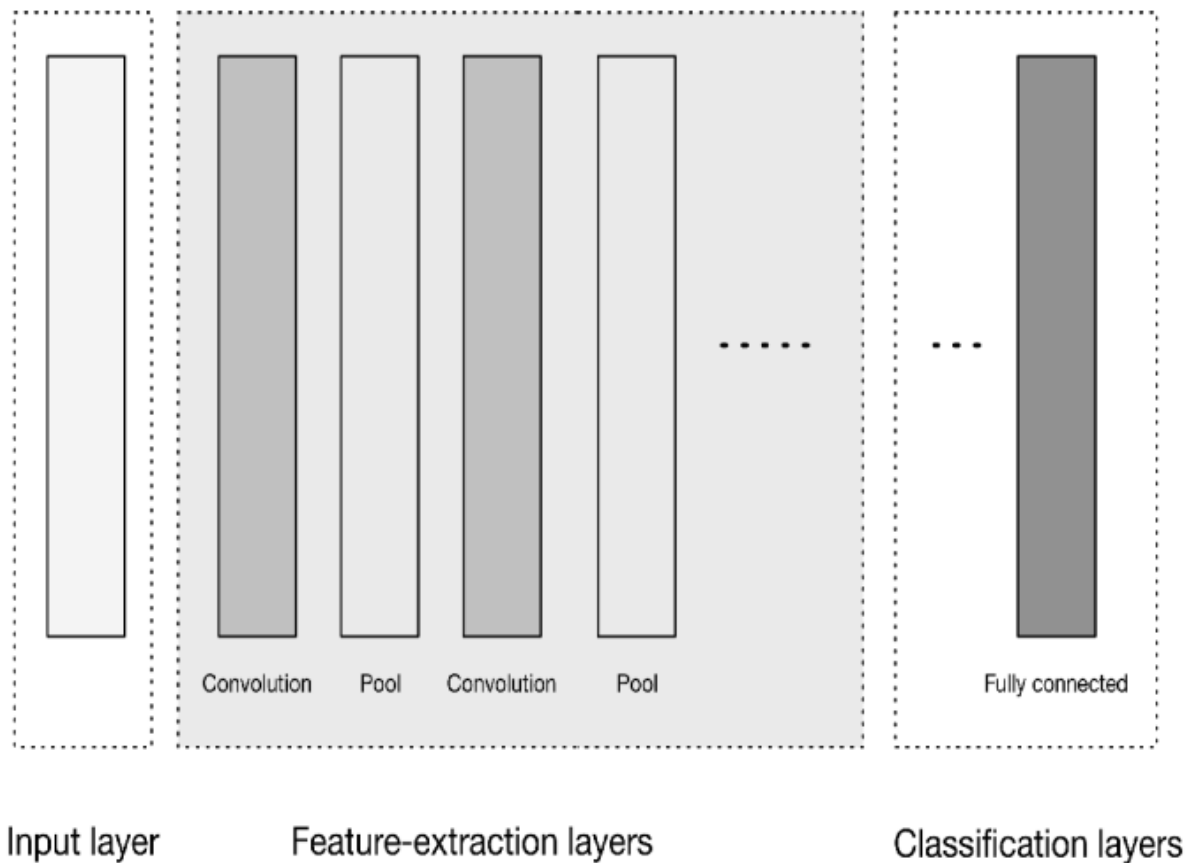 Convolution Pool Convolution Pool Fully connected
Input layer Feature-extraction layers Classification layers